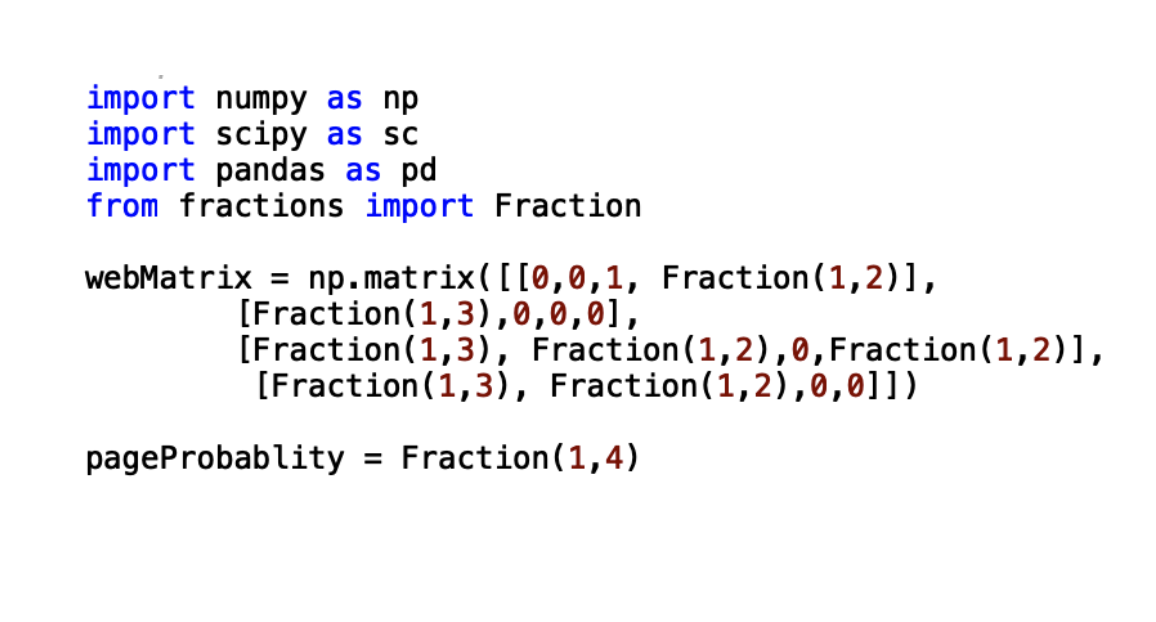 import numpy as np
import scipy as sc
import pandas as pd
from fractions import Fraction
webMatrix = np.matrix([[0,0,1, Fraction(1,2)],
[Fraction(1,3),0,0,0],
[Fraction(1,3), Fraction(1,2),0,Fraction(1,2)],
[Fraction(1,3), Fraction(1,2),0,0]])
pageProbablity = Fraction(1,4)